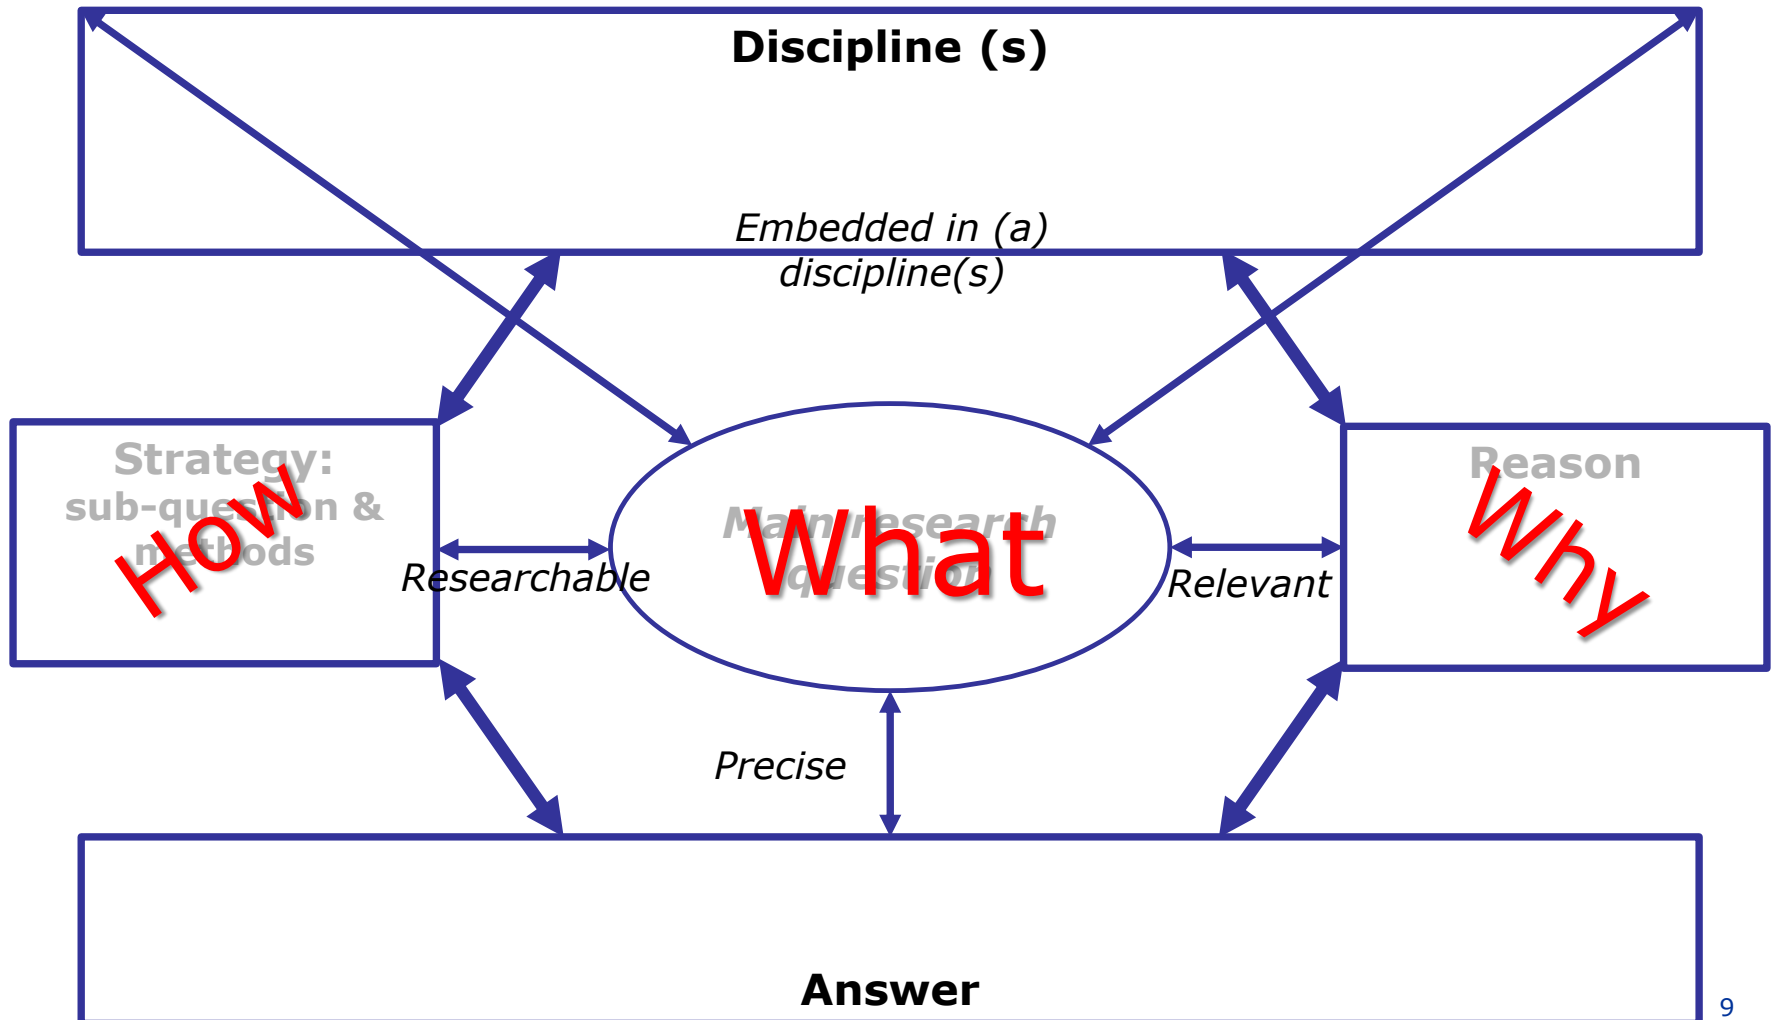 Discipline (s)
Embedded in (a)
discipline(s)
Strategy:
sub-question &
methods
How
Researchable
Main research
question
What
Relevant
Reason
Why
Precise
Answer
9